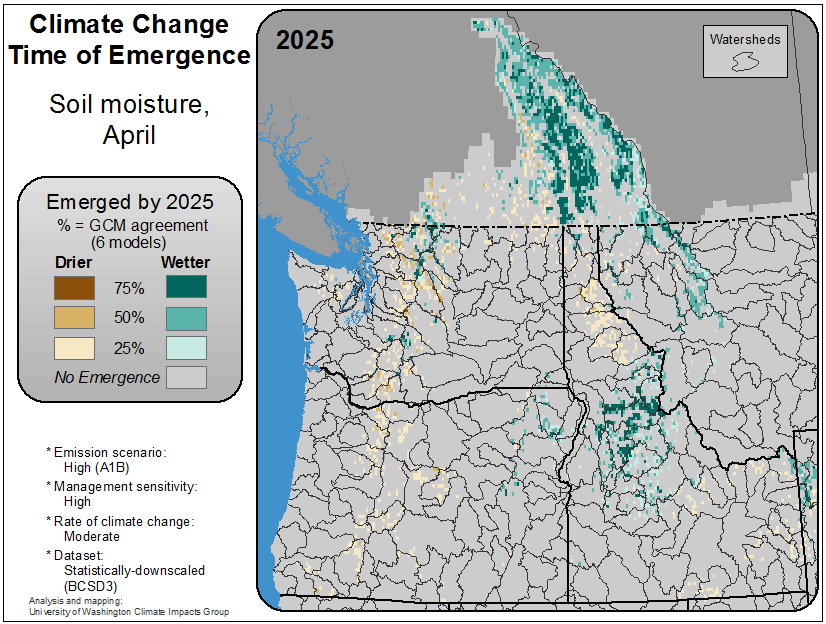 Climate Change
Time of Emergence
Soil moisture,
April
Emerged by 2025
% = GCM agreement
(6 models)
Drier Wetter
75%
50%
25%
No Emergence
* Emission scenario:
High (A1B)
* Management sensitivity:
High
* Rate of climate change:
Moderate
* Dataset:
Statistically-downscaled
(BCSD3)
Analysis and mapping:
University of Washington Climate Impacts Group
2025
Watersheds